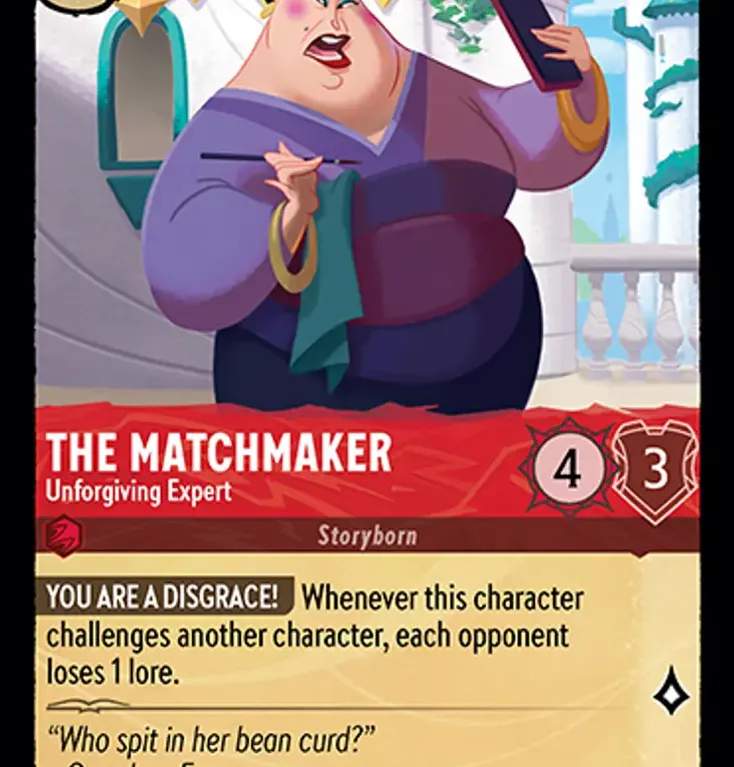 THE MATCHMAKER
4
3
Unforgiving Expert
Storyborn
YOU ARE A DISGRACE! Whenever this character
challenges another character, each opponent
loses 1 lore.
“Who spit in her bean curd?”